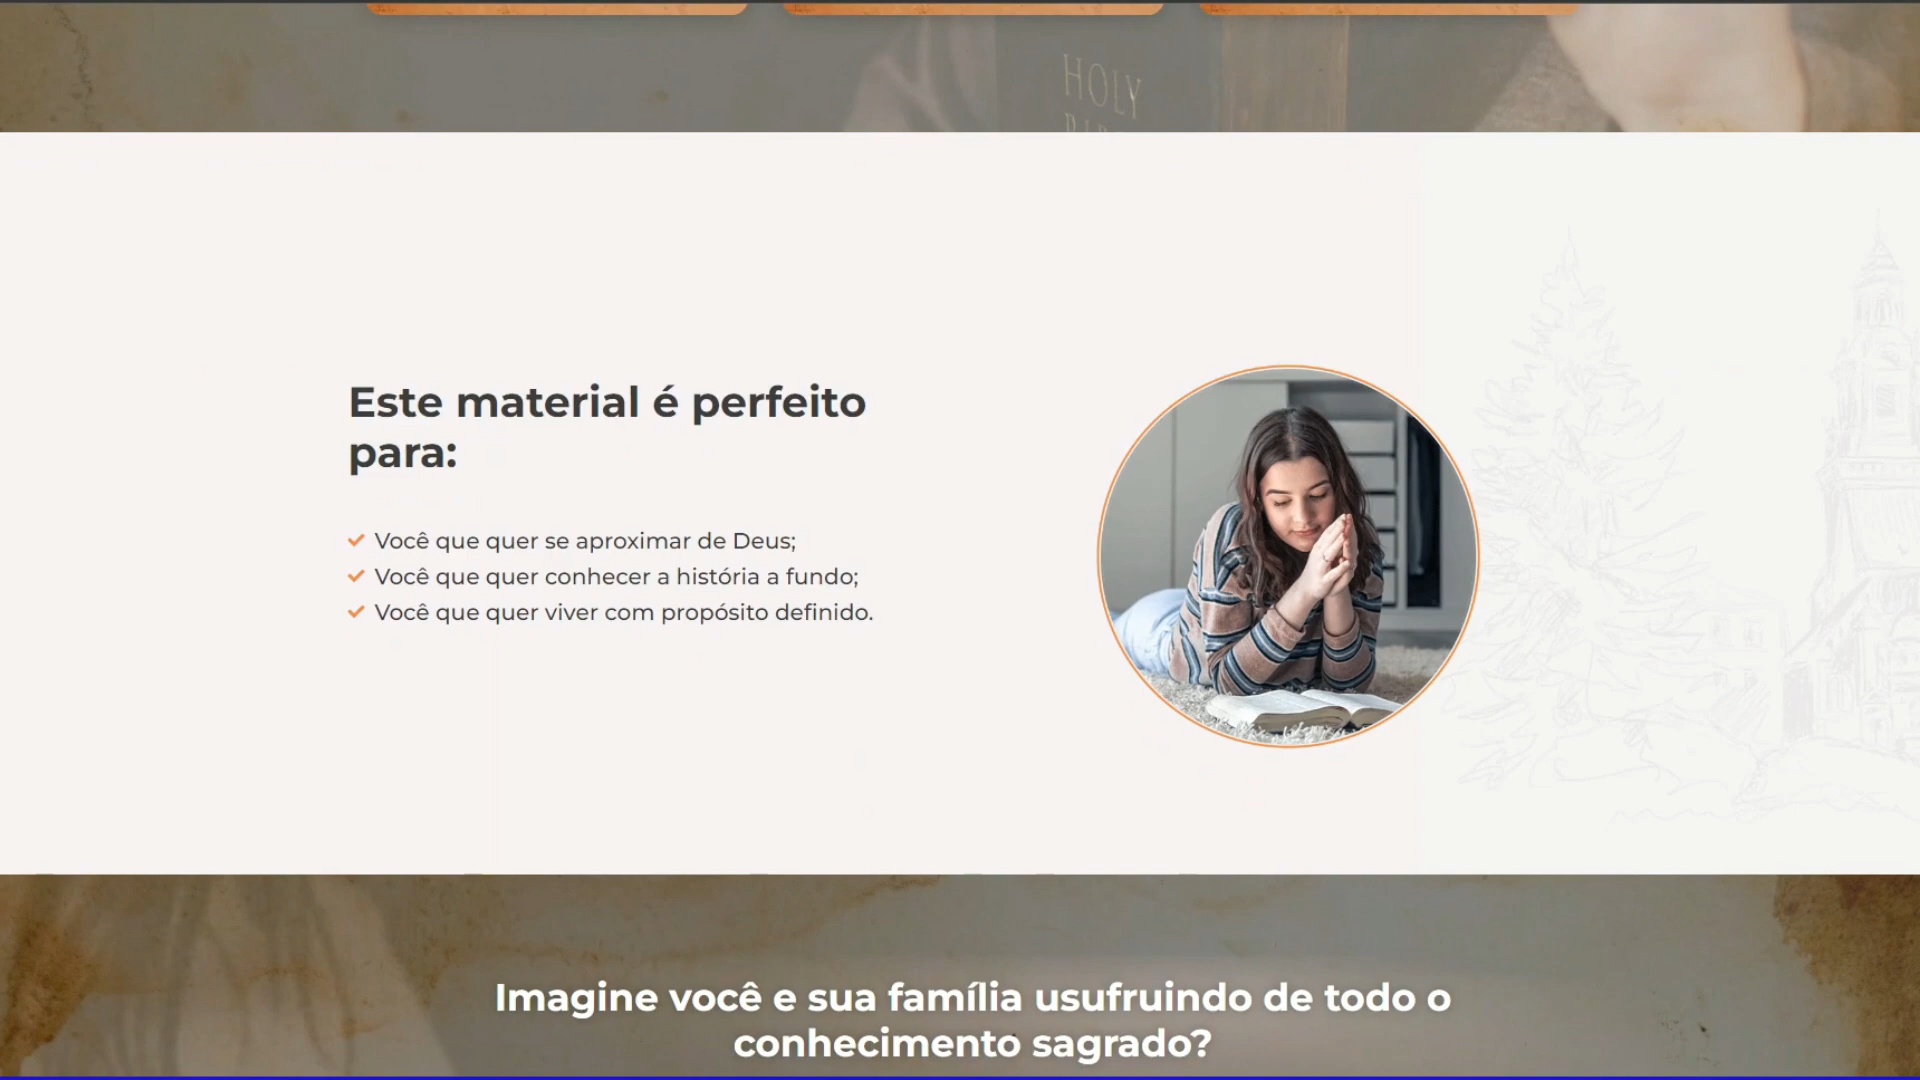 HOLY
Este material é perfeito
para:
Você que quer se aproximar de Deus;
Você que quer conhecer a história a fundo;
Você que quer viver com propósito definido.
Imagine você e sua família usufruindo de todo o
conhecimento sagrado?